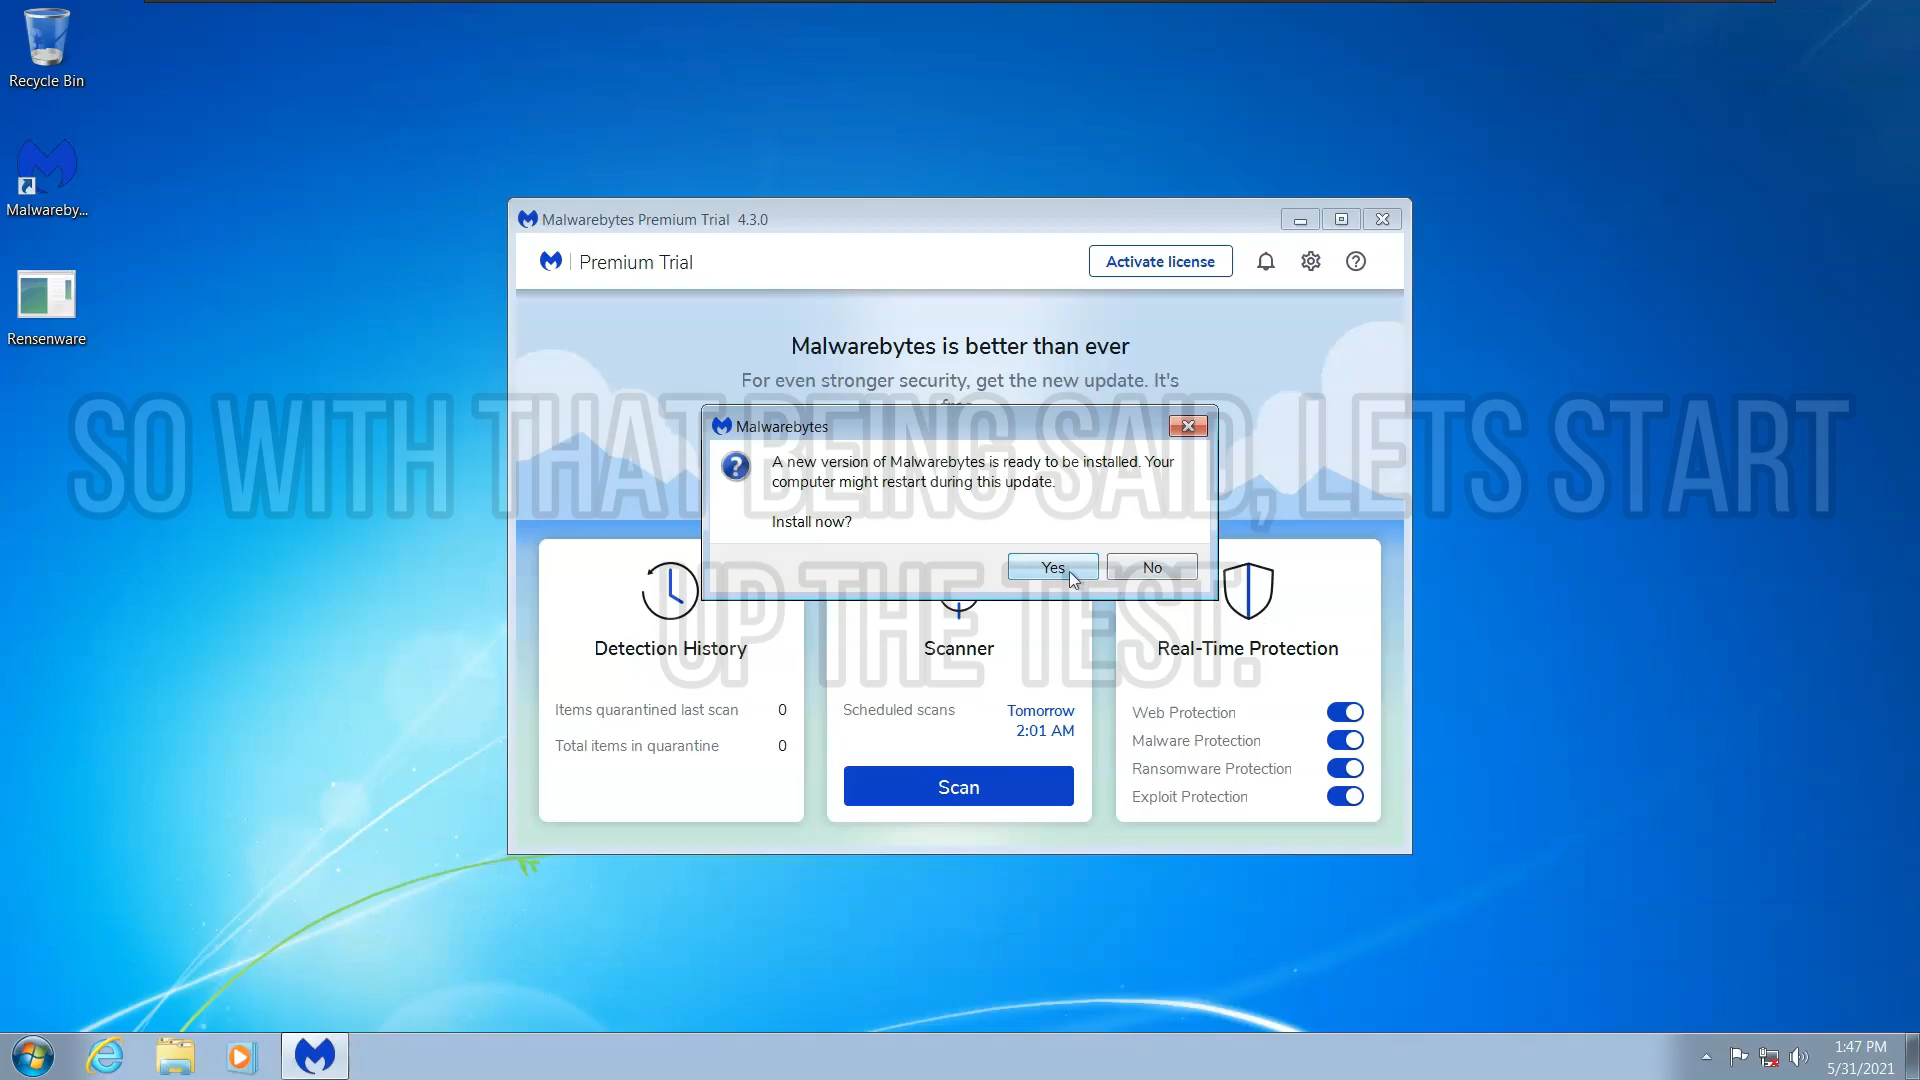 Recycle Bin
Malwareby...
Rensenware
Malwarebytes Premium Trial 4.3.0
Premium Trial
Activate license
Malwarebytes is better than ever
For even stronger security, get the new update. It's
SO WITH THAT BEING SAID, LETS START
UP THE TEST.
Malwarebytes
A new version of Malwarebytes is ready to be installed. Your
computer might restart during this update.
Install now?
Yes
No
Detection History
Items quarantined last scan 0
Total items in quarantine 0
Scanner
Scheduled scans Tomorrow
2:01 AM
Scan
Real-Time Protection
Web Protection
Malware Protection
Ransomware Protection
Exploit Protection
1:47 PM
5/31/2021